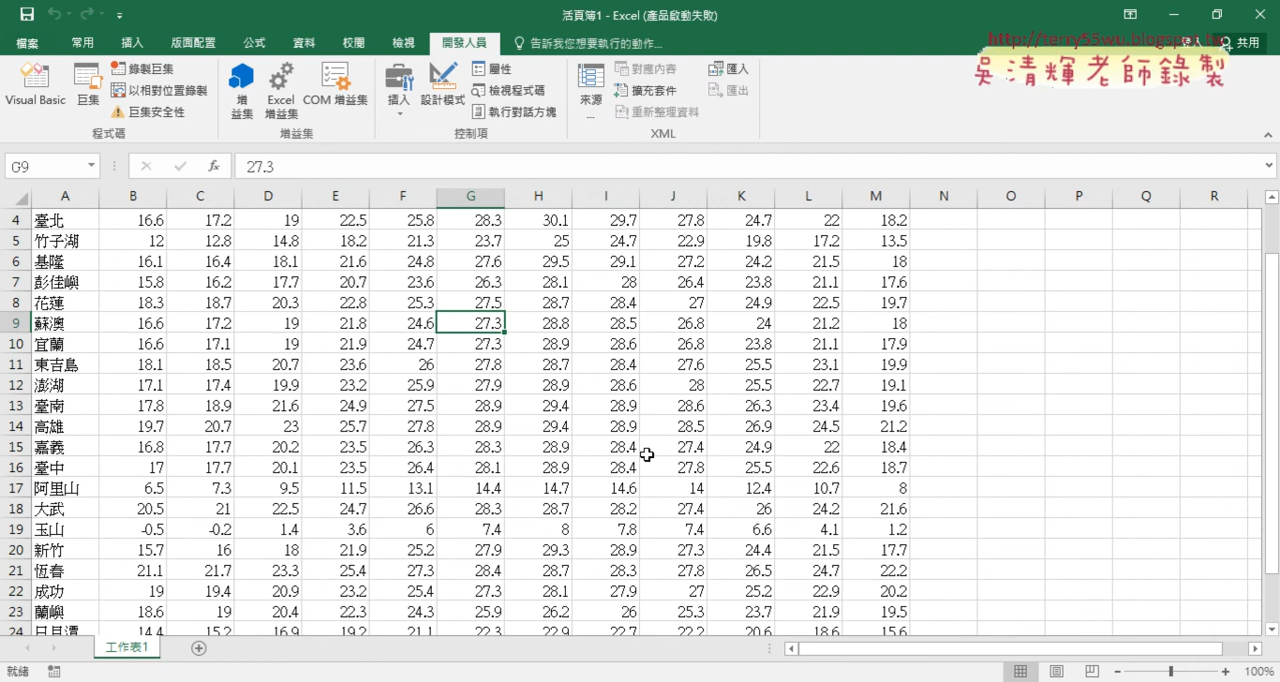 活頁簿1 - Excel (產品啟動失敗)
http://terry55wu.blogspot.tw
吳清輝老師錄製
檔案 常用 插入 版面配置 公式 資料 校閱 檢視 開發人員 告訴我您想要執行的動作... 共用
Visual Basic 巨集 錄製巨集 以相對位置錄製 巨集安全性 程式碼
增益集 Excel 增益集 COM 增益集 增益集
插入 設計模式 屬性 檢視程式碼 執行對話方塊 控制項
來源... 對應內容 擴充套件 重新整理資料 匯入 匯出 XML
G9 fx 27.3
A B C D E F G H I J K L M N O P Q R
4 臺北 16.6 17.2 19 22.5 25.8 28.3 30.1 29.7 27.8 24.7 22 18.2
5 竹子湖 12 12.8 14.8 18.2 21.3 23.7 25 24.7 22.9 19.8 17.2 13.5
6 基隆 16.1 16.4 18.1 21.6 24.8 27.6 29.5 29.1 27.2 24.2 21.5 18
7 彭佳嶼 15.8 16.2 17.7 20.7 23.6 26.3 28.1 28 26.4 23.8 21.1 17.6
8 花蓮 18.3 18.7 20.3 22.8 25.3 27.5 28.7 28.4 27 24.9 22.5 19.7
9 蘇澳 16.6 17.2 19 21.8 24.6 27.3 28.8 28.5 26.8 24 21.2 18
10 宜蘭 16.6 17.1 19 21.9 24.7 27.3 28.9 28.6 26.8 23.8 21.1 17.9
11 東吉島 18.1 18.5 20.7 23.6 26 27.8 28.7 28.4 27.6 25.5 23.1 19.9
12 澎湖 17.1 17.4 19.9 23.2 25.9 27.9 28.9 28.6 28 25.5 22.7 19.1
13 臺南 17.8 18.9 21.6 24.9 27.5 28.9 29.4 28.9 28.6 26.3 23.4 19.6
14 高雄 19.7 20.7 23 25.7 27.8 28.9 29.4 28.9 28.5 26.9 24.5 21.2
15 嘉義 16.8 17.7 20.2 23.5 26.3 28.3 28.9 28.4 27.4 24.9 22 18.4
16 臺中 17 17.7 20.1 23.5 26.4 28.1 28.9 28.4 27.8 25.5 22.6 18.7
17 阿里山 6.5 7.3 9.5 11.5 13.1 14.4 14.7 14.6 14 12.4 10.7 8
18 大武 20.5 21 22.5 24.7 26.6 28.3 28.7 28.2 27.4 26 24.2 21.6
19 玉山 -0.5 -0.2 1.4 3.6 6 7.4 8 7.8 7.4 6.6 4.1 1.2
20 新竹 15.7 16 18 21.9 25.2 27.9 29.3 28.9 27.3 24.4 21.5 17.7
21 恆春 21.1 21.7 23.3 25.4 27.3 28.4 28.7 28.3 27.8 26.5 24.7 22.2
22 成功 19 19.4 20.9 23.2 25.4 27.3 28.1 27.9 27 25.2 22.9 20.2
23 蘭嶼 18.6 19 20.4 22.3 24.3 25.9 26.2 26 25.3 23.7 21.9 19.5
24 日月潭 14.4 15.2 16.9 19.2 21.1 22.3 22.9 22.7 22.2 20.6 18.6 15.6
工作表1
就緒 100%